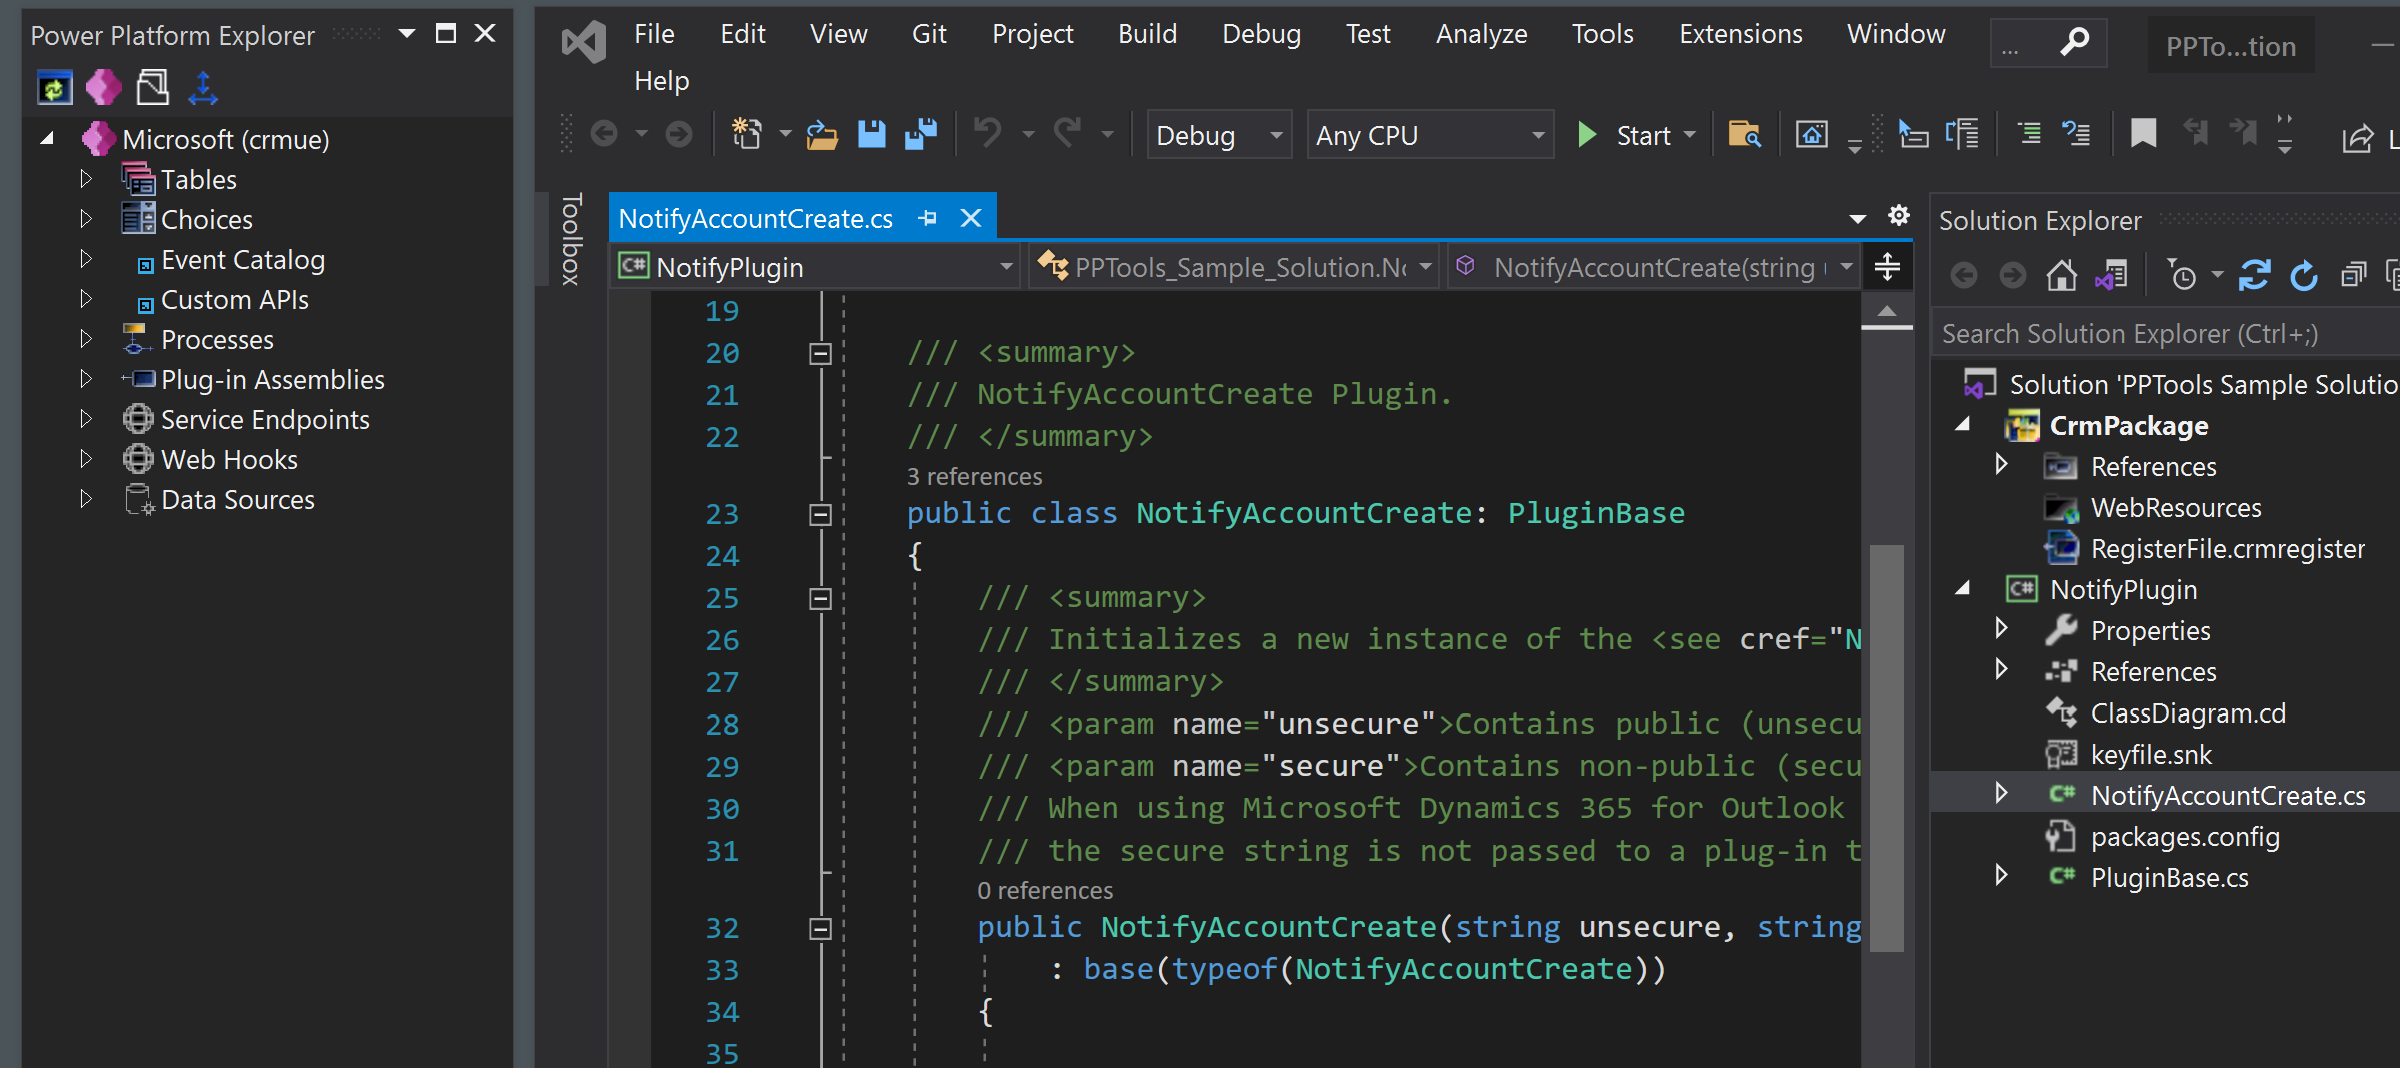 Power Platform Explorer
Microsoft (crmue)
Tables
Choices
Event Catalog
Custom APIs
Processes
Plug-in Assemblies
Service Endpoints
Web Hooks
Data Sources
File Edit View Git Project Build Debug Test Analyze Tools Extensions Window
Help
...
PPTo...tion
Debug
Any CPU
Start
Toolbox
NotifyAccountCreate.cs
C# NotifyPlugin
PPTools_Sample_Solution.No
NotifyAccountCreate(string
19
20 /// <summary>
21 /// NotifyAccountCreate Plugin.
22 /// </summary>
3 references
23 public class NotifyAccountCreate: PluginBase
24 {
25 /// <summary>
26 /// Initializes a new instance of the <see cref="N
27 /// </summary>
28 /// <param name="unsecure">Contains public (unsecu
29 /// <param name="secure">Contains non-public (secu
30 /// When using Microsoft Dynamics 365 for Outlook
31 /// the secure string is not passed to a plug-in t
0 references
32 public NotifyAccountCreate(string unsecure, string
33 : base(typeof(NotifyAccountCreate))
34 {
35
Solution Explorer
Search Solution Explorer (Ctrl+;)
Solution 'PPTools Sample Solutio
CrmPackage
References
WebResources
RegisterFile.crmregister
C# NotifyPlugin
Properties
References
ClassDiagram.cd
keyfile.snk
C# NotifyAccountCreate.cs
packages.config
C# PluginBase.cs